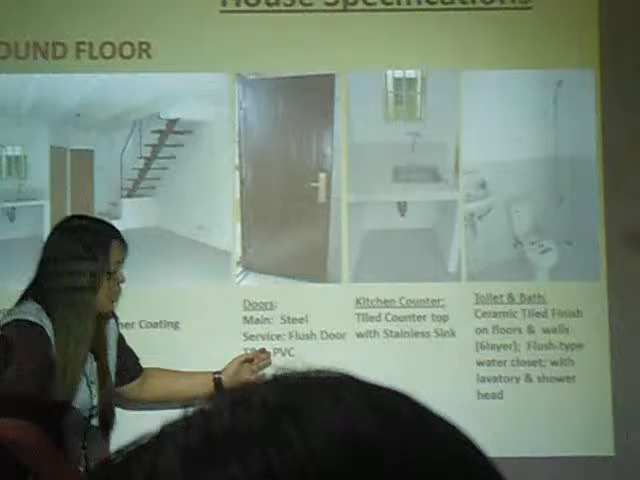 House Specifications
OUND FLOOR
her Coating
Doors:
Main: Steel
Service: Flush Door
PVC
Kitchen Counter:
Tiled Counter top
with Stainless Sink
Toilet & Bath:
Ceramic Tiled Finish
on floors & walls
(6layer); Flush-type
water closet; with
lavatory & shower
head